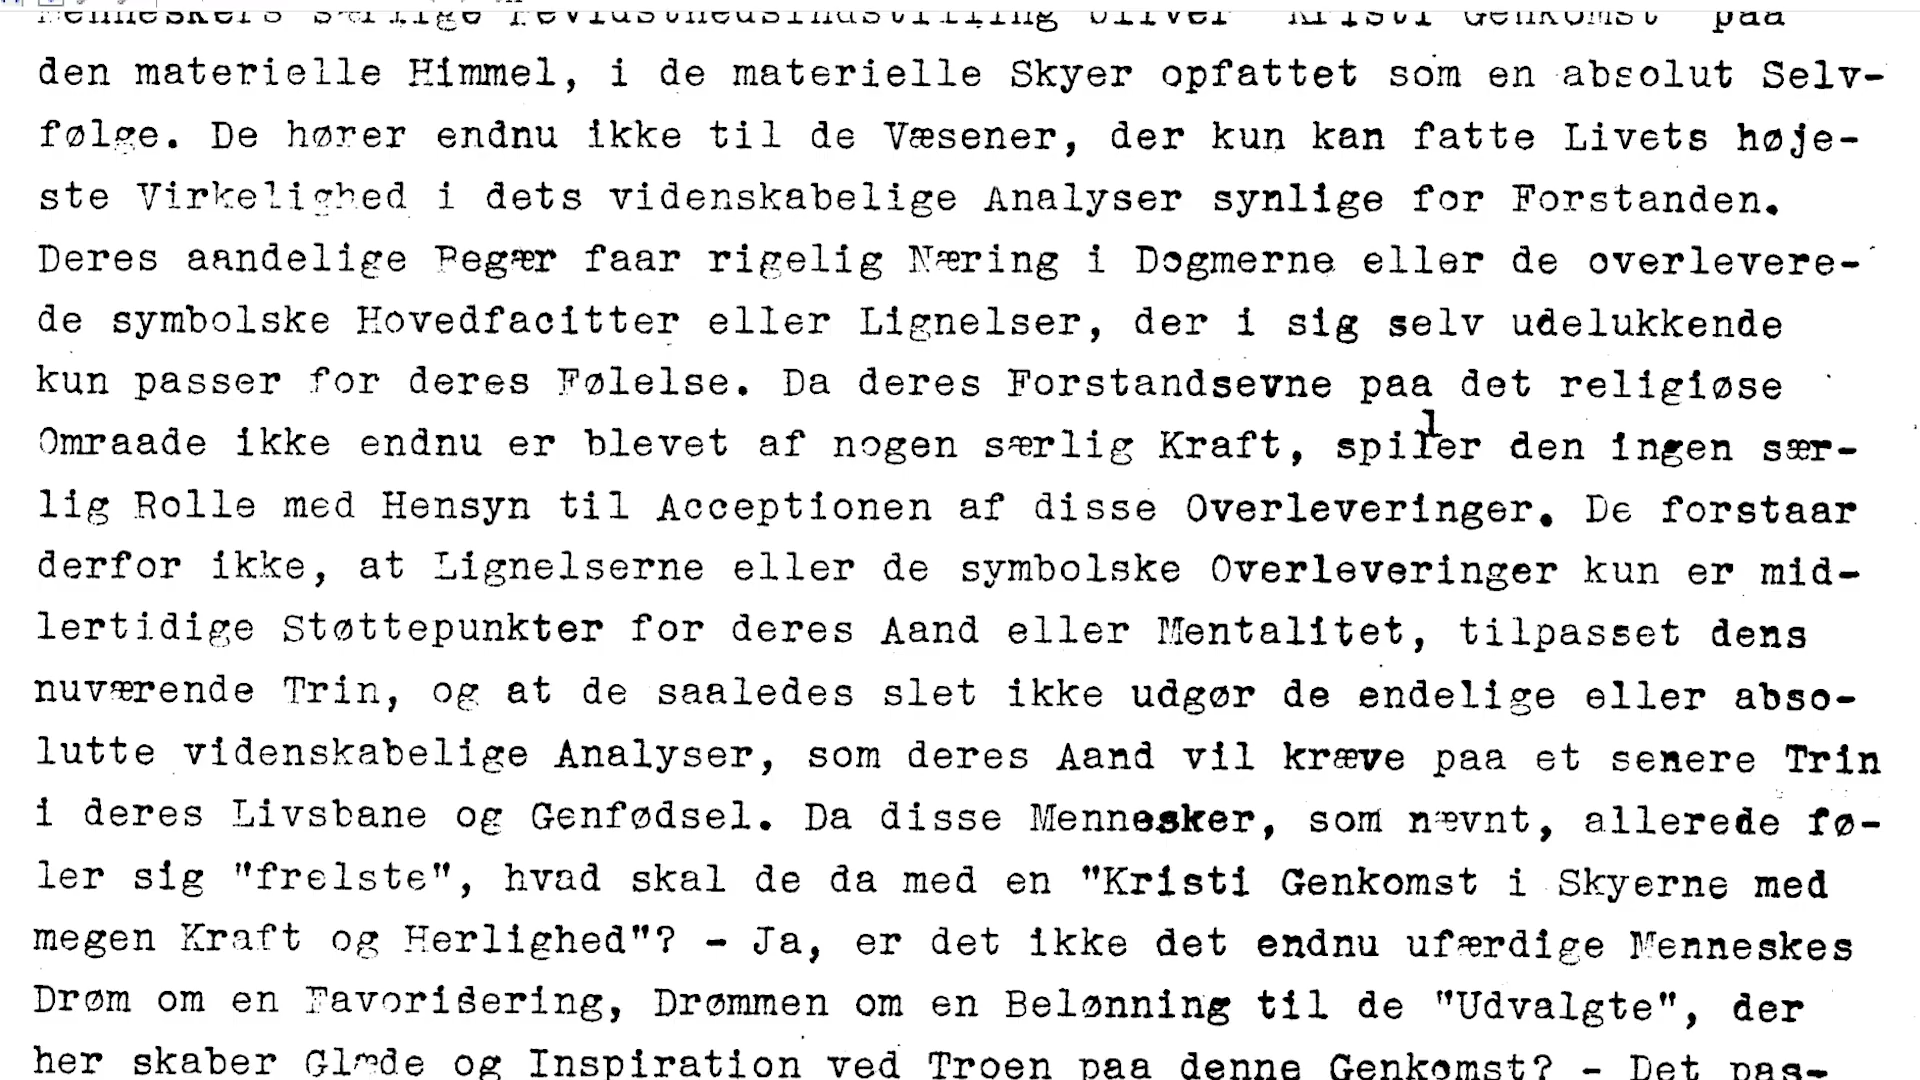 Menneskers særlige Bevidsthedsindstilling bliver "Kristi Genkomst" paa
den materielle Himmel, i de materielle Skyer opfattet som en absolut Selv-
følge. De hører endnu ikke til de Væsener, der kun kan fatte Livets høje-
ste Virkelighed i dets videnskabelige Analyser synlige for Forstanden.
Deres aandelige Begær faar rigelig Næring i Dogmerne eller de overlevere-
de symbolske Hovedfacitter eller Lignelser, der i sig selv udelukkende
kun passer for deres Følelse. Da deres Forstandsevne paa det religiøse
Omraade ikke endnu er blevet af nogen særlig Kraft, spiller den ingen sær-
lig Rolle med Hensyn til Acceptionen af disse Overleveringer. De forstaar
derfor ikke, at Lignelserne eller de symbolske Overleveringer kun er mid-
lertidige Støttepunkter for deres Aand eller Mentalitet, tilpasset dens
nuværende Trin, og at de saaledes slet ikke udgør de endelige eller abso-
lutte videnskabelige Analyser, som deres Aand vil kræve paa et senere Trin
i deres Livsbane og Genfødsel. Da disse Mennesker, som nævnt, allerede fø-
ler sig "frelste", hvad skal de da med en "Kristi Genkomst i Skyerne med
megen Kraft og Herlighed"? - Ja, er det ikke det endnu ufærdige Menneskes
Drøm om en Favorisering, Drømmen om en Belønning til de "Udvalgte", der
her skaber Glæde og Inspiration ved Troen paa denne Genkomst? - Det pas-